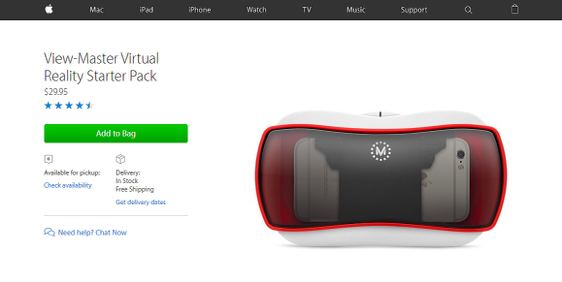 Mac iPad iPhone Watch TV Music Support
View-Master Virtual
Reality Starter Pack
$29.95
Add to Bag
Available for pickup:
Check availability
Delivery:
In Stock
Free Shipping
Get delivery dates
Need help? Chat Now
M